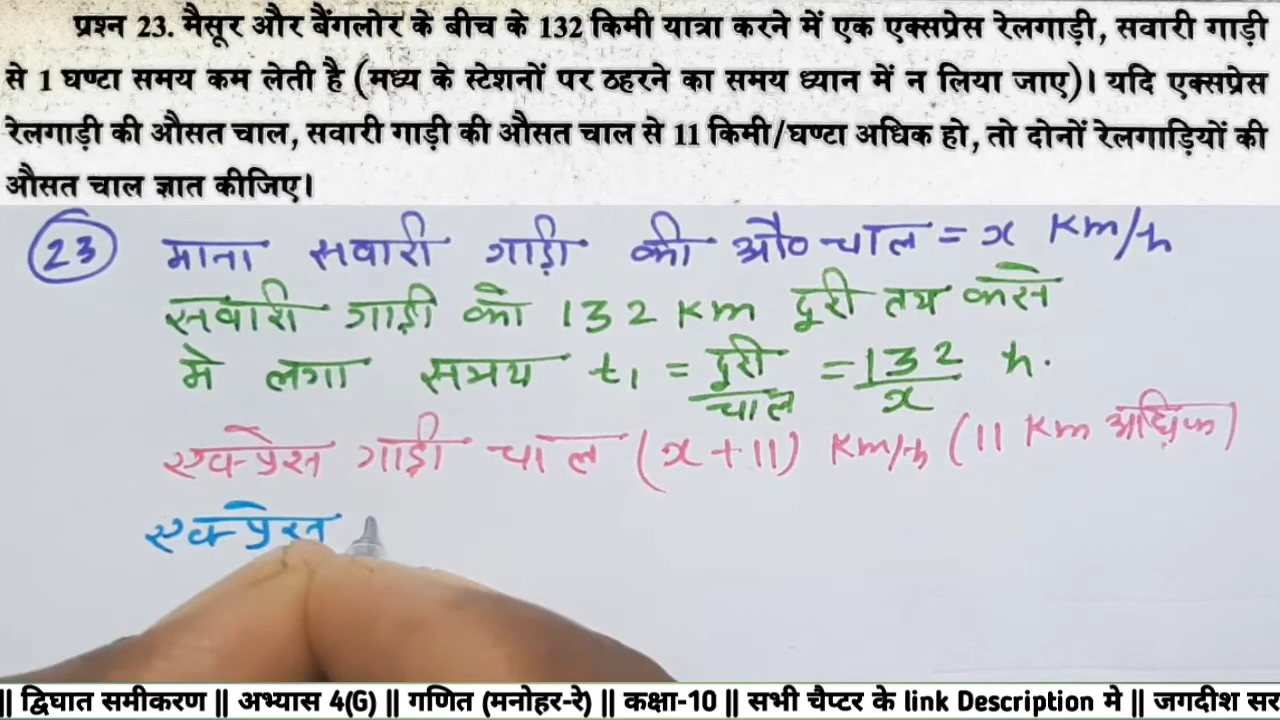 प्रश्न 23. मैसूर और बैंगलोर के बीच के 132 किमी यात्रा करने में एक एक्सप्रेस रेलगाड़ी, सवारी गाड़ी
से 1 घण्टा समय कम लेती है (मध्य के स्टेशनों पर ठहरने का समय ध्यान में न लिया जाए)। यदि एक्सप्रेस
रेलगाड़ी की औसत चाल, सवारी गाड़ी की औसत चाल से 11 किमी/घण्टा अधिक हो, तो दोनों रेलगाड़ियों की
औसत चाल ज्ञात कीजिए।
23 माना सवारी गाड़ी की औ० चाल = x Km/h
सवारी गाड़ी को 132 Km दूरी तय करने
मे लगा समय t₁ = दूरी/चाल = 132/x h.
एक्प्रेस गाड़ी चाल (x+11) Km/h (11 Km अधिक)
एक्प्रेस
|| द्विघात समीकरण || अभ्यास 4(G) || गणित (मनोहर-रे) || कक्षा-10 || सभी चैप्टर के link Description मे || जगदीश सर